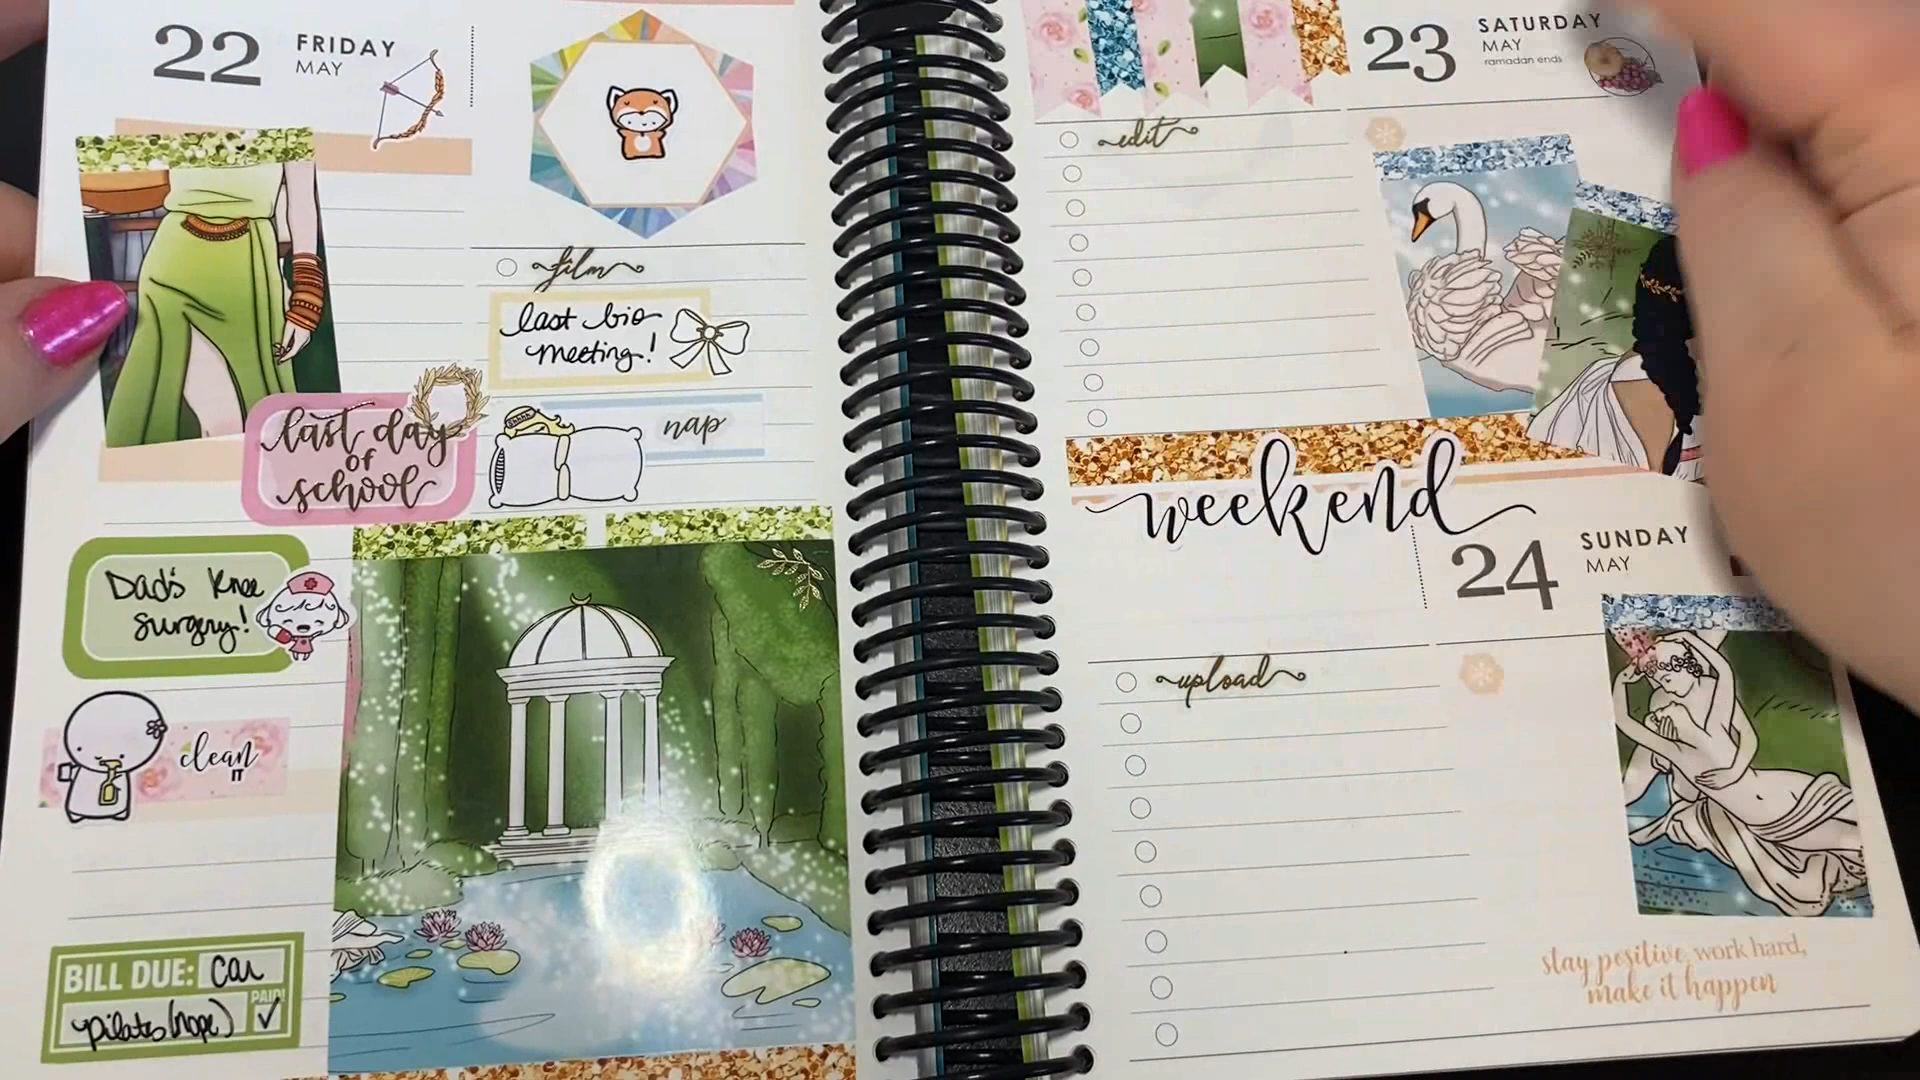 22 FRIDAY
MAY
film
last bio
meeting!
nap
last day
of
school
Dad's Knee
surgery!
clean
IT
BILL DUE: car
PAID!
pilates (nope) ✓
23 SATURDAY
MAY
ramadan ends
edit
weekend
24 SUNDAY
MAY
upload
stay positive, work hard,
make it happen